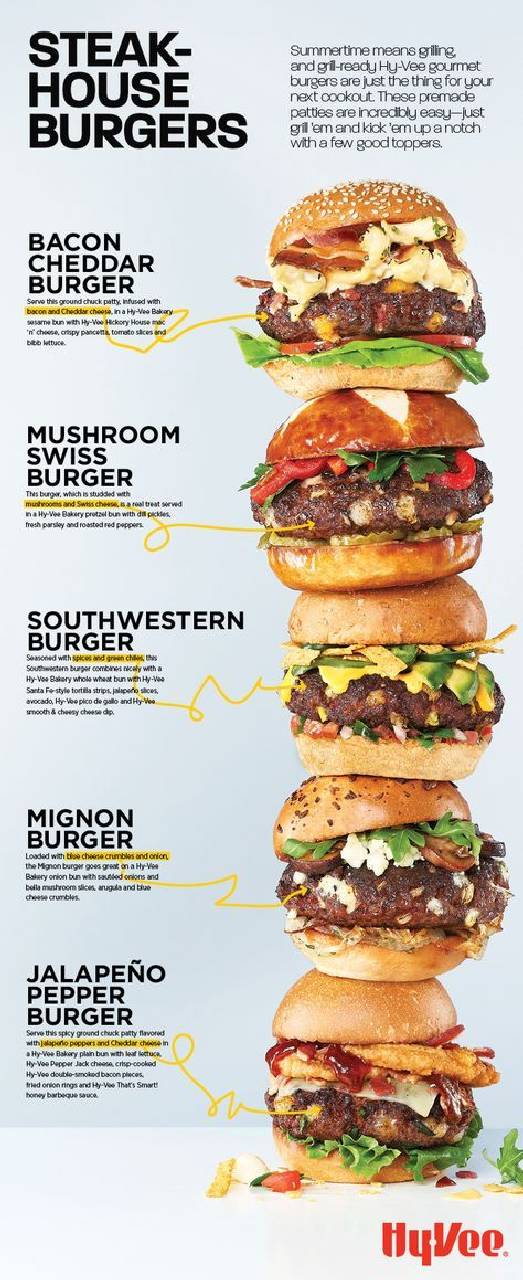 STEAK-
HOUSE
BURGERS
Summertime means grilling,
and grill-ready Hy-Vee gourmet
burgers are just the thing for your
next cookout. These premade
patties are incredibly easy—just
grill 'em and kick 'em up a notch
with a few good toppers.
BACON
CHEDDAR
BURGER
Serve this ground chuck patty, infused with
bacon and Cheddar cheese, in a Hy-Vee Bakery
sesame bun with Hy-Vee Hickory House mac
'n' cheese, crispy pancetta, tomato slices and
bibb lettuce.
MUSHROOM
SWISS
BURGER
This burger, which is studded with
mushrooms and Swiss cheese, is a real treat served
in a Hy-Vee Bakery pretzel bun with dill pickles,
fresh parsley and roasted red peppers.
SOUTHWESTERN
BURGER
Seasoned with spices and green chiles, this
Southwestern burger combines nicely with a
Hy-Vee Bakery whole wheat bun with Hy-Vee
Santa Fe-style tortilla strips, jalapeño slices,
avocado, Hy-Vee pico de gallo and Hy-Vee
smooth & cheesy cheese dip.
MIGNON
BURGER
Loaded with blue cheese crumbles and onion,
the Mignon burger goes great on a Hy-Vee
Bakery onion bun with sautéed onions and
bella mushroom slices, arugula and blue
cheese crumbles.
JALAPEÑO
PEPPER
BURGER
Serve this spicy ground chuck patty flavored
with jalapeño peppers and Cheddar cheese in
a Hy-Vee Bakery plain bun with leaf lettuce,
Hy-Vee Pepper Jack cheese, crisp-cooked
Hy-Vee double-smoked bacon pieces,
fried onion rings and Hy-Vee That's Smart!
honey barbeque sauce.
HyVee®